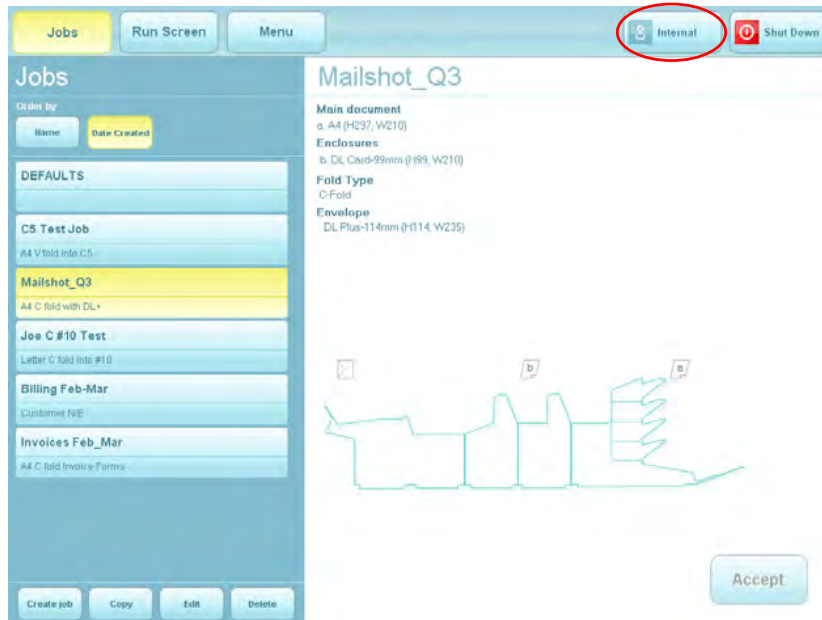 Jobs
Run Screen
Menu
Internal
Shut Down
Jobs
Order by
Name
Date Created
DEFAULTS
C5 Test Job
A4 V fold into C5
Mailshot_Q3
A4 C fold with DL+
Joe C #10 Test
Letter C fold into #10
Billing Feb-Mar
Customer N/E
Invoices Feb_Mar
A4 C fold Invoice Forms
Create job
Copy
Edit
Delete
Mailshot_Q3
Main document
a. A4 (H297, W210)
Enclosures
b. DL Card-99mm (H99, W210)
Fold Type
C-Fold
Envelope
DL Plus-114mm (H114, W235)
b
a
Accept